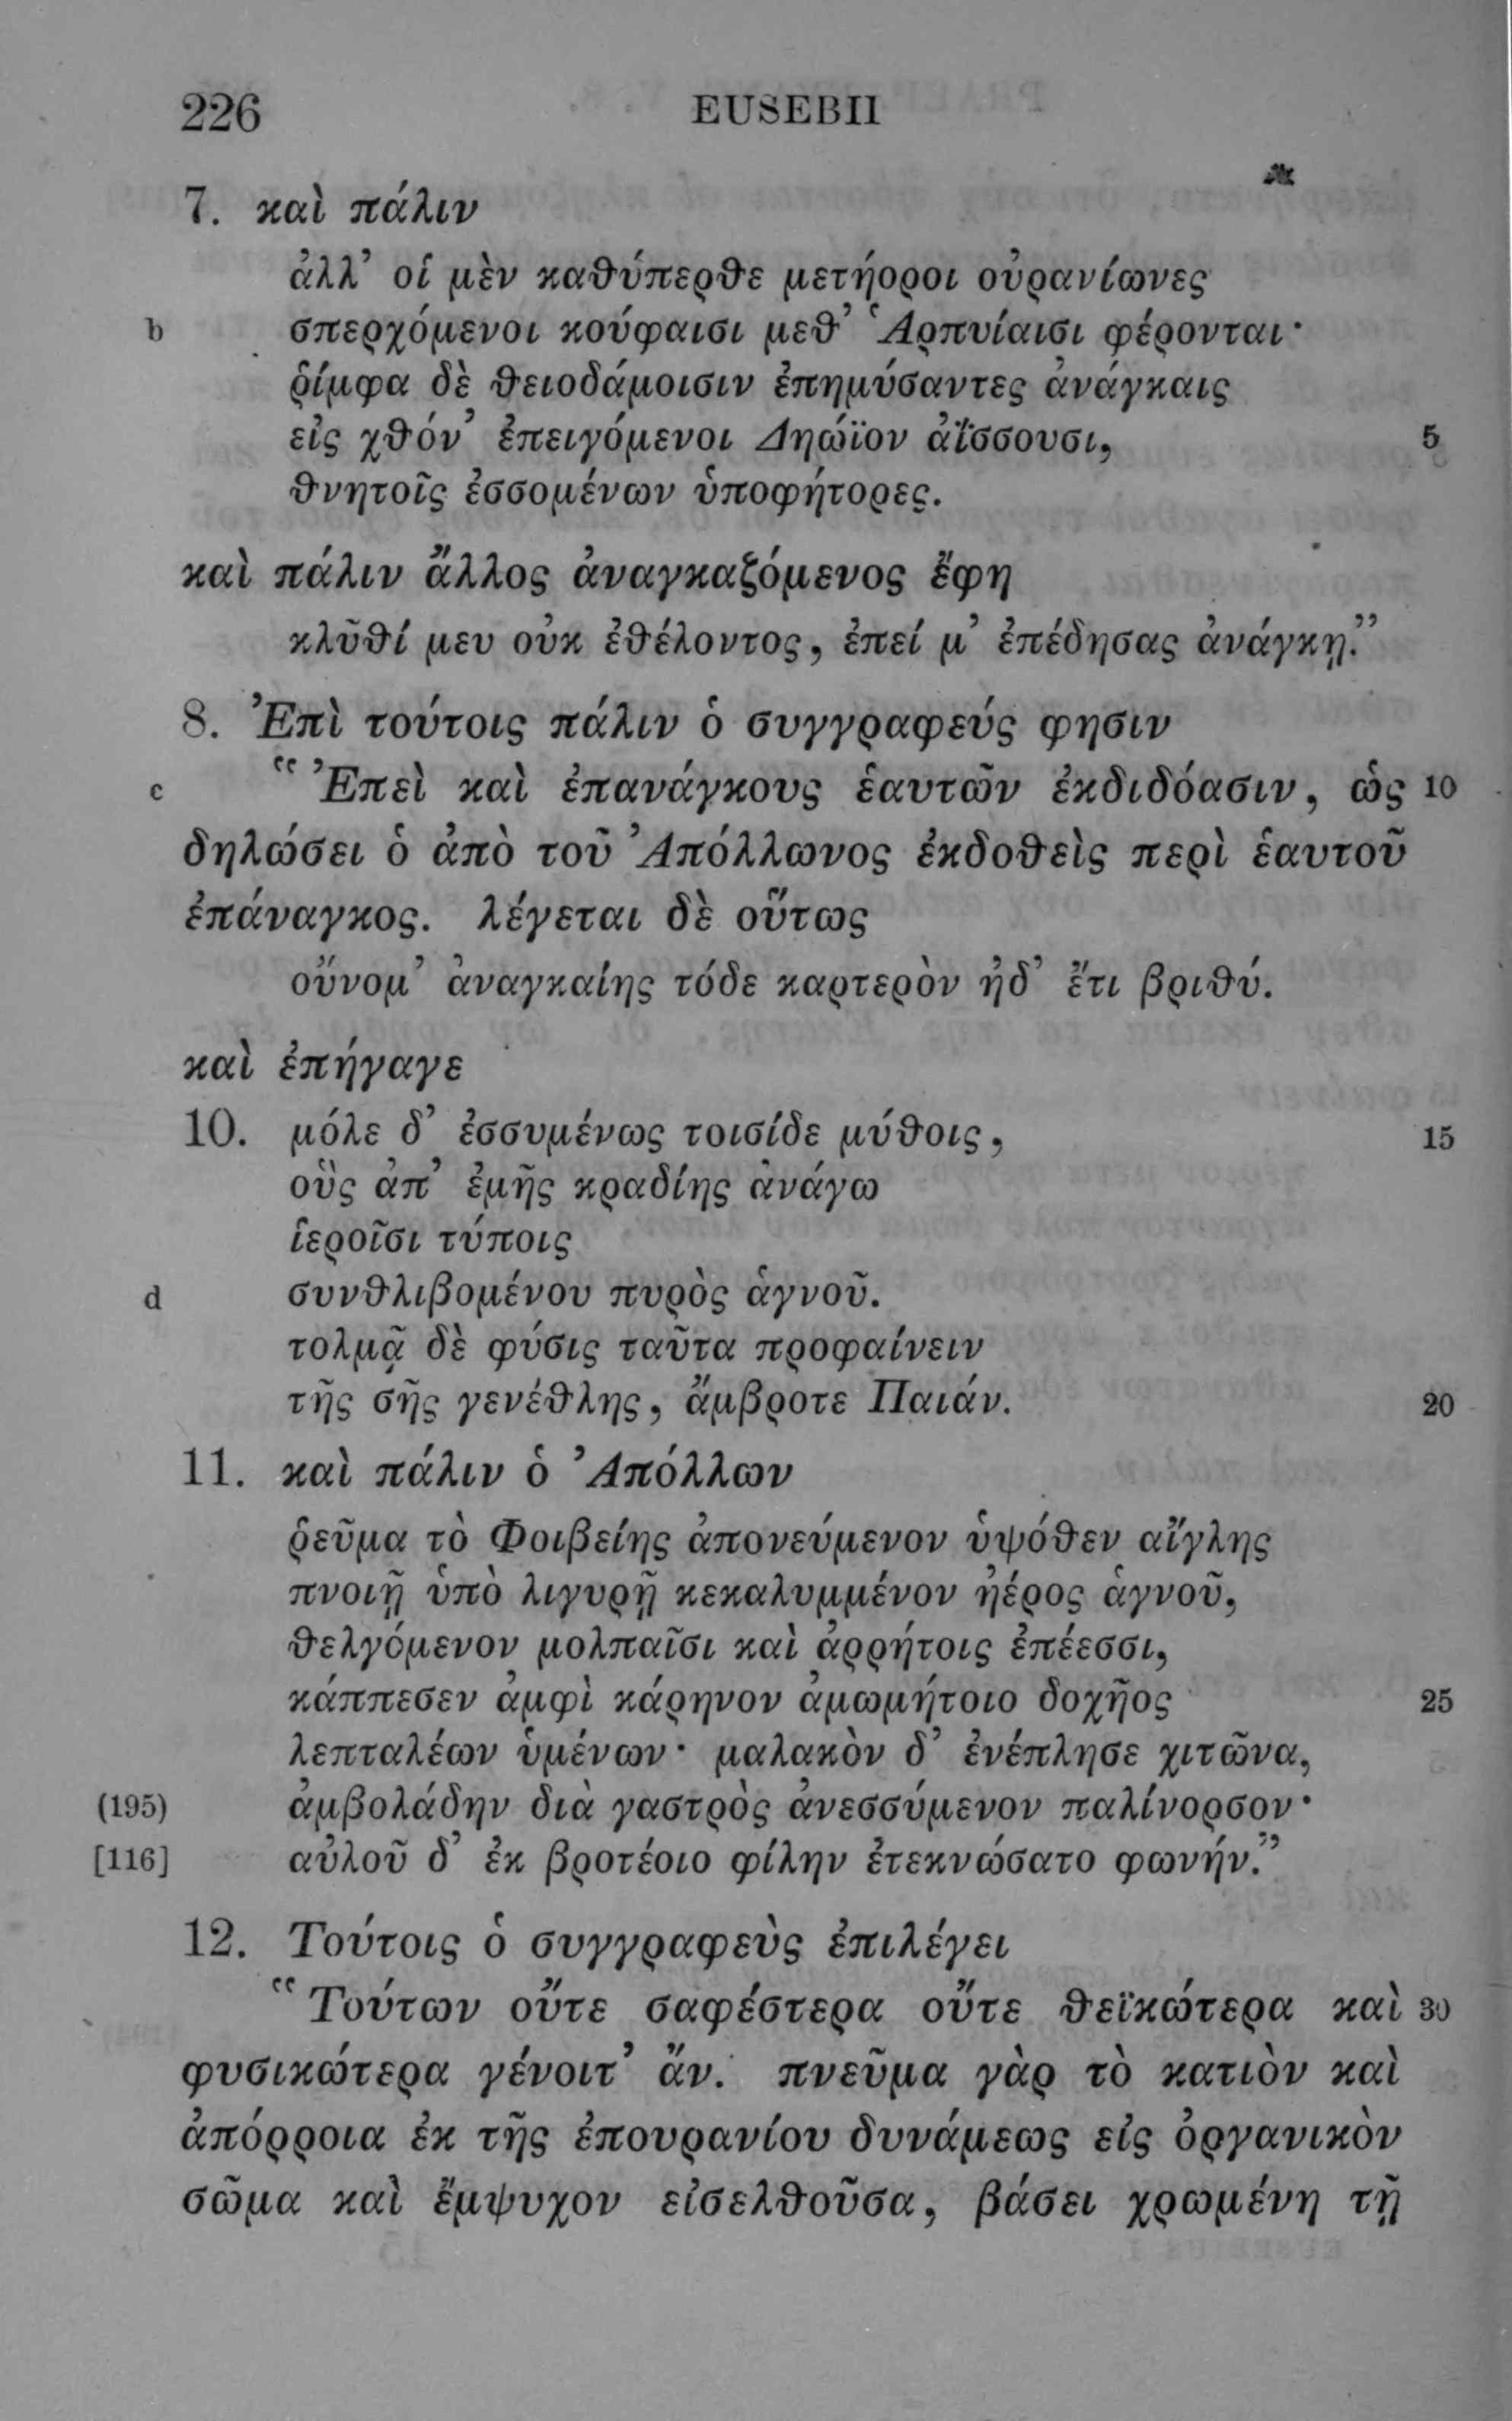 226 EUSEBII
7. καὶ πάλιν
ἀλλ’ οἱ μὲν καθύπερθε μετήοροι οὐρανίωνες
b σπερχόμενοι κούφαισι μεθ’ Ἁρπυίαισι φέρονται·
ῥίμφα δὲ θειοδάμοισιν ἐπημύσαντες ἀνάγκαις
εἰς χθόν’ ἐπειγόμενοι Δηώϊον ἀΐσσουσι, 5
θνητοῖς ἐσσομένων ὑποφήτορες.
καὶ πάλιν ἄλλος ἀναγκαζόμενος ἔφη
κλῦθί μευ οὐκ ἐθέλοντος, ἐπεί μ’ ἐπέδησας ἀνάγκῃ.”
8. Ἐπὶ τούτοις πάλιν ὁ συγγραφεύς φησιν
c “Ἐπεὶ καὶ ἐπανάγκους ἑαυτῶν ἐκδιδόασιν, ὡς 10
δηλώσει ὁ ἀπὸ τοῦ Ἀπόλλωνος ἐκδοθεὶς περὶ ἑαυτοῦ
ἐπάναγκος. λέγεται δὲ οὕτως
οὔνομ’ ἀναγκαίης τόδε καρτερὸν ἠδ’ ἔτι βριθύ.
καὶ ἐπήγαγε
10. μόλε δ’ ἐσσυμένως τοισίδε μύθοις, 15
οὓς ἀπ’ ἐμῆς κραδίης ἀνάγω
ἱεροῖσι τύποις
d συνθλιβομένου πυρὸς ἁγνοῦ.
τολμᾷ δὲ φύσις ταῦτα προφαίνειν
τῆς σῆς γενέθλης, ἄμβροτε Παιάν. 20
11. καὶ πάλιν ὁ Ἀπόλλων
ῥεῦμα τὸ Φοιβείης ἀπονεύμενον ὑψόθεν αἴγλης
πνοιῇ ὑπὸ λιγυρῇ κεκαλυμμένον ἠέρος ἁγνοῦ,
θελγόμενον μολπαῖσι καὶ ἀρρήτοις ἐπέεσσι,
κάππεσεν ἀμφὶ κάρηνον ἀμωμήτοιο δοχῆος 25
λεπταλέων ὑμένων· μαλακὸν δ’ ἐνέπλησε χιτῶνα,
(195) ἀμβολάδην διὰ γαστρὸς ἀνεσσύμενον παλίνορσον·
[116] αὐλοῦ δ’ ἐκ βροτέοιο φίλην ἐτεκνώσατο φωνήν.”
12. Τούτοις ὁ συγγραφεὺς ἐπιλέγει
“Τούτων οὔτε σαφέστερα οὔτε θεϊκώτερα καὶ 30
φυσικώτερα γένοιτ’ ἄν. πνεῦμα γὰρ τὸ κατιὸν καὶ
ἀπόρροια ἐκ τῆς ἐπουρανίου δυνάμεως εἰς ὀργανικὸν
σῶμα καὶ ἔμψυχον εἰσελθοῦσα, βάσει χρωμένη τῇ